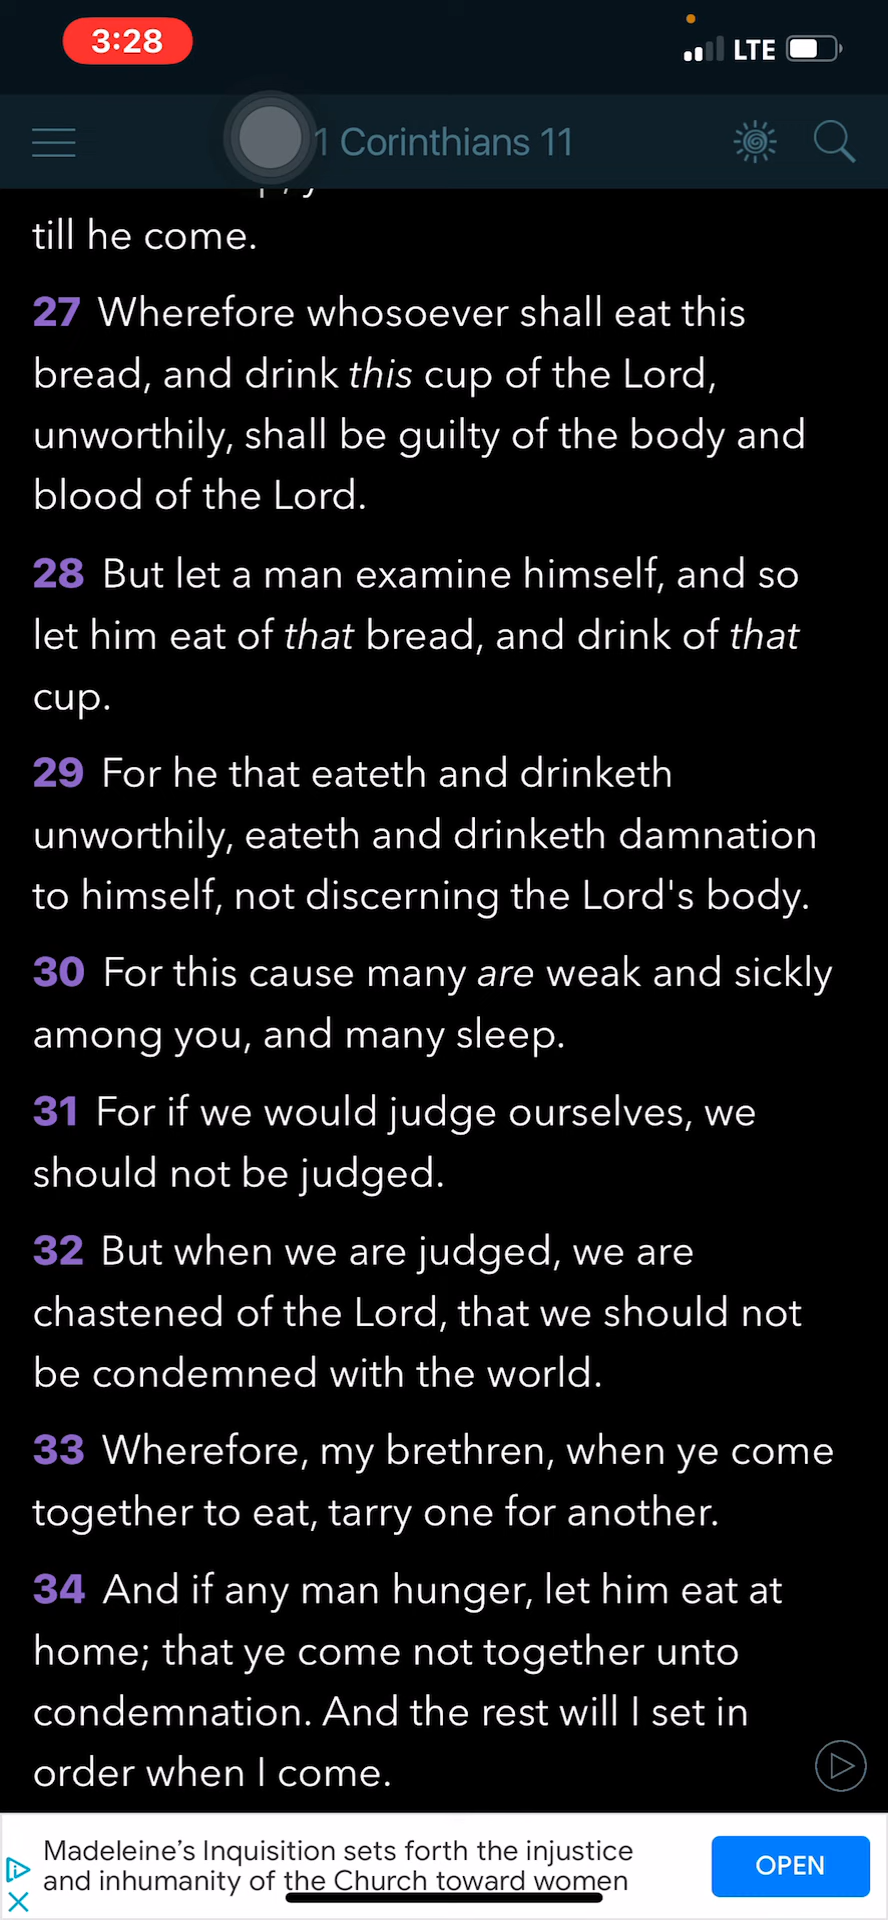 3:28
LTE
1 Corinthians 11
till he come.
27 Wherefore whosoever shall eat this
bread, and drink this cup of the Lord,
unworthily, shall be guilty of the body and
blood of the Lord.
28 But let a man examine himself, and so
let him eat of that bread, and drink of that
cup.
29 For he that eateth and drinketh
unworthily, eateth and drinketh damnation
to himself, not discerning the Lord's body.
30 For this cause many are weak and sickly
among you, and many sleep.
31 For if we would judge ourselves, we
should not be judged.
32 But when we are judged, we are
chastened of the Lord, that we should not
be condemned with the world.
33 Wherefore, my brethren, when ye come
together to eat, tarry one for another.
34 And if any man hunger, let him eat at
home; that ye come not together unto
condemnation. And the rest will I set in
order when I come.
Madeleine's Inquisition sets forth the injustice
and inhumanity of the Church toward women
OPEN